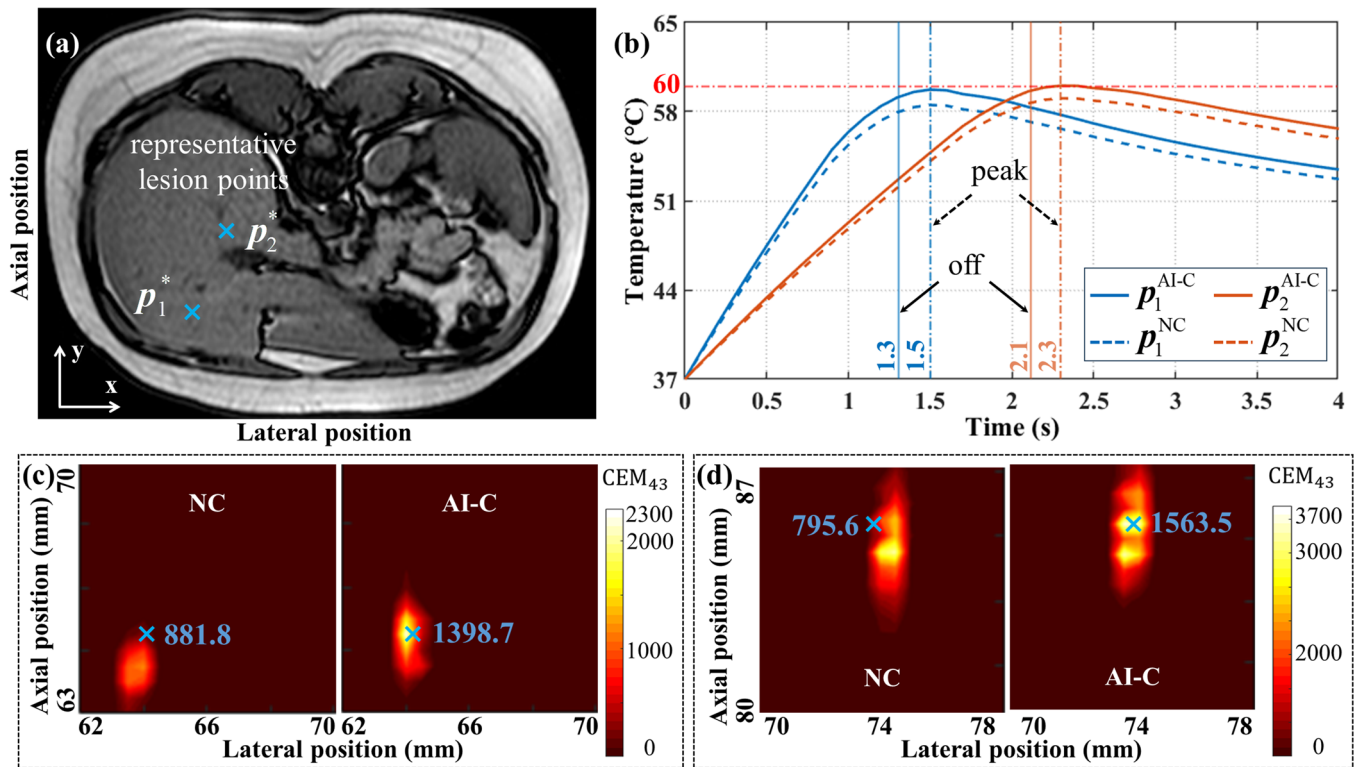 (a)
representative
lesion points
p₂*
p₁*
y
x
Axial position
Lateral position
(b)
65
60
58
51
44
37
Temperature (°C)
peak
off
1.3
1.5
2.1
2.3
p₁ᴬᴵ⁻ᶜ
p₂ᴬᴵ⁻ᶜ
p₁ᴺᶜ
p₂ᴺᶜ
0 0.5 1 1.5 2 2.5 3 3.5 4
Time (s)
(c)
70
63
Axial position (mm)
NC
881.8
AI-C
1398.7
62 66 70
62 66 70
Lateral position (mm)
CEM₄₃
2300
2000
1000
0
(d)
87
80
Axial position (mm)
795.6
NC
1563.5
AI-C
70 74 78
70 74 78
Lateral position (mm)
CEM₄₃
3700
3000
2000
0